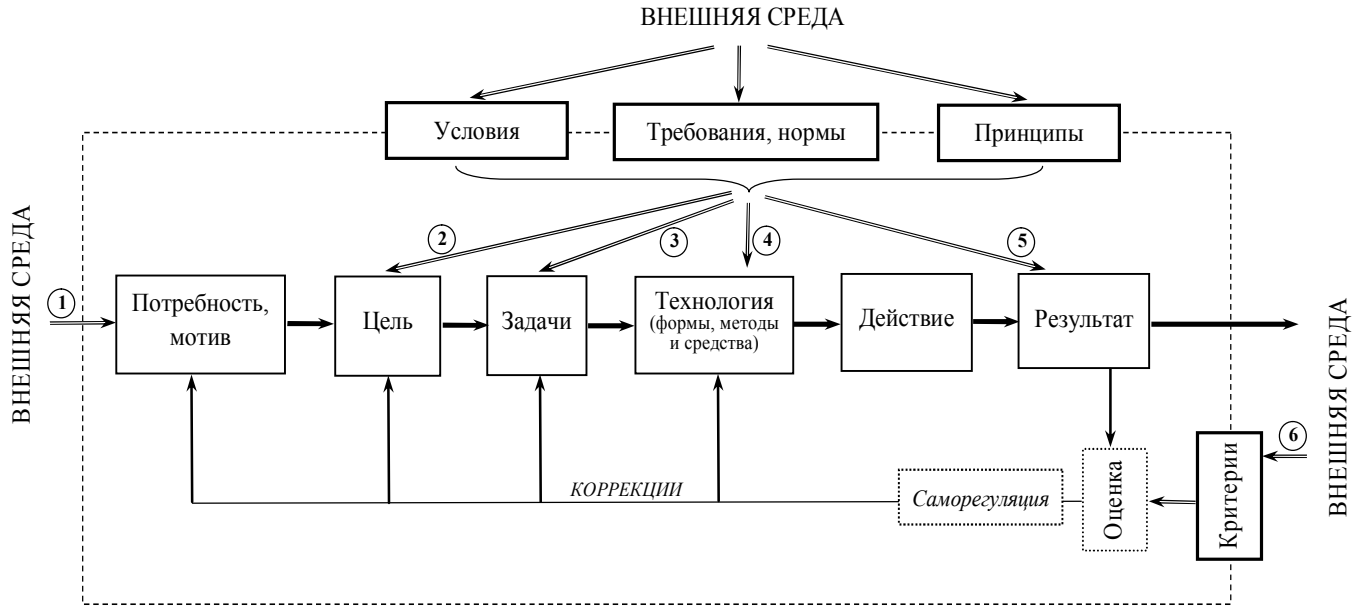 ВНЕШНЯЯ СРЕДА
Условия
Требования, нормы
Принципы
ВНЕШНЯЯ СРЕДА
1
2
3
4
5
Потребность,
мотив
Цель
Задачи
Технология
(формы, методы
и средства)
Действие
Результат
ВНЕШНЯЯ СРЕДА
6
КОРРЕКЦИИ
Саморегуляция
Оценка
Критерии